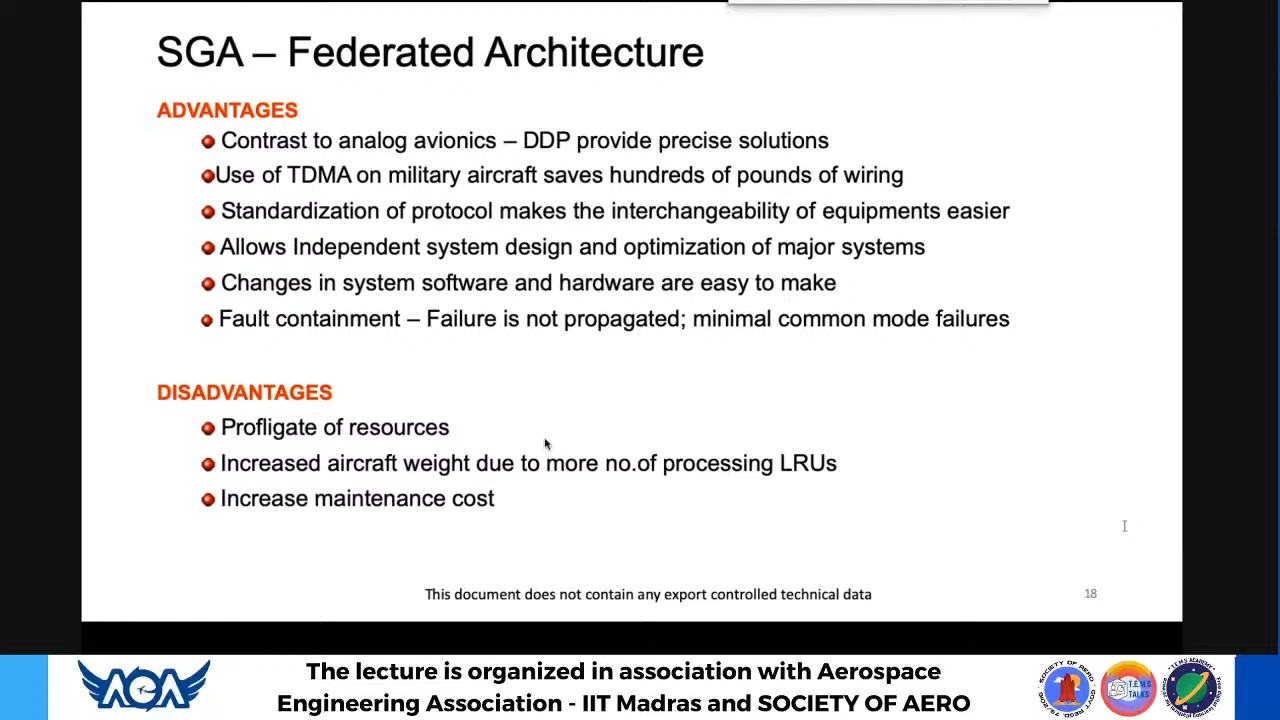 SGA – Federated Architecture
ADVANTAGES
Contrast to analog avionics – DDP provide precise solutions
Use of TDMA on military aircraft saves hundreds of pounds of wiring
Standardization of protocol makes the interchangeability of equipments easier
Allows Independent system design and optimization of major systems
Changes in system software and hardware are easy to make
Fault containment – Failure is not propagated; minimal common mode failures
DISADVANTAGES
Profligate of resources
Increased aircraft weight due to more no.of processing LRUs
Increase maintenance cost
This document does not contain any export controlled technical data
18
The lecture is organized in association with Aerospace
Engineering Association - IIT Madras and SOCIETY OF AERO
SOCIETY OF AERO
T.E.M.S
TALKS
T.E.M.S ACADEMY